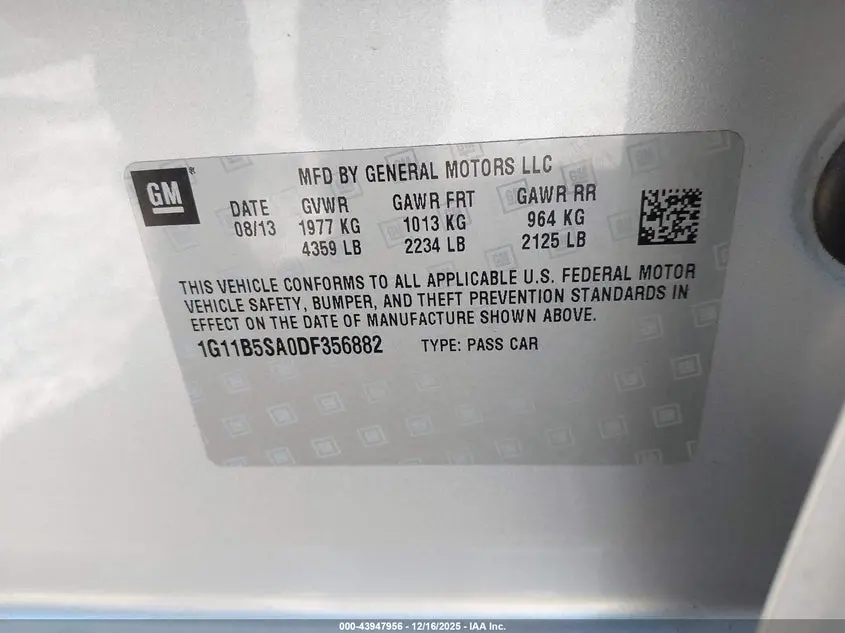 MFD BY GENERAL MOTORS LLC
GM
DATE GVWR GAWR FRT GAWR RR
08/13 1977 KG 1013 KG 964 KG
4359 LB 2234 LB 2125 LB
THIS VEHICLE CONFORMS TO ALL APPLICABLE U.S. FEDERAL MOTOR
VEHICLE SAFETY, BUMPER, AND THEFT PREVENTION STANDARDS IN
EFFECT ON THE DATE OF MANUFACTURE SHOWN ABOVE.
1G11B5SA0DF356882 TYPE: PASS CAR
000-43947956 - 12/16/2025 - IAA Inc.